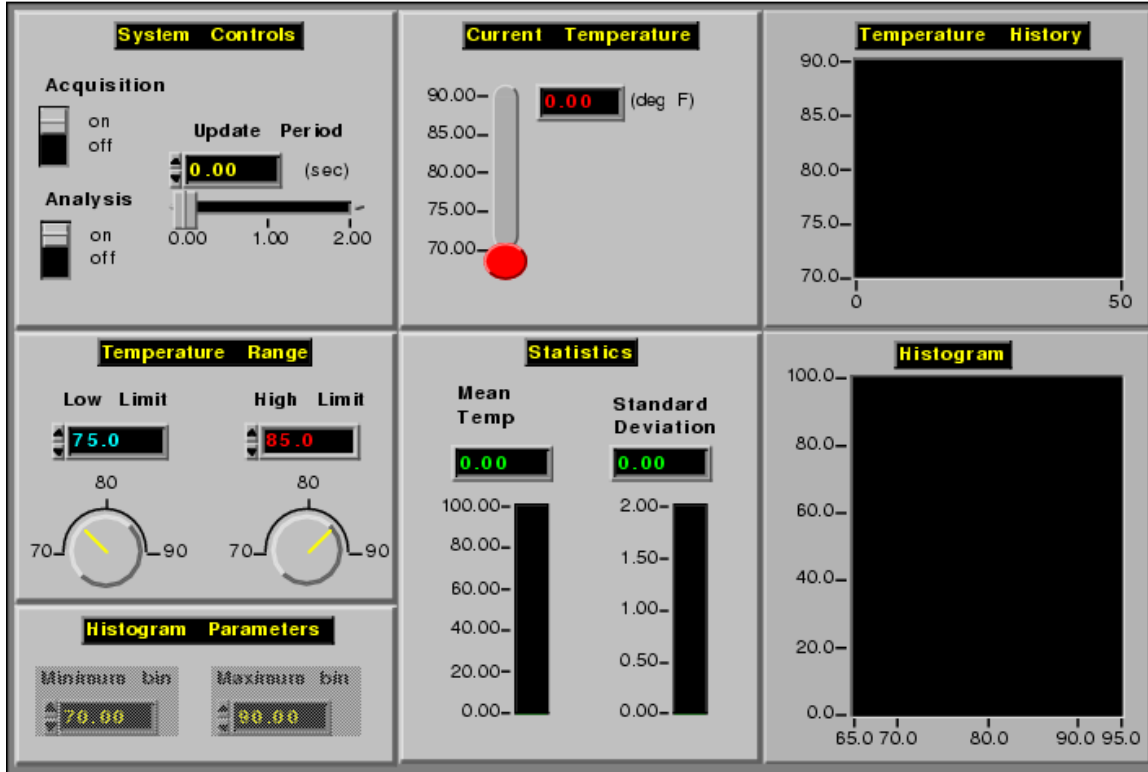 System Controls
Acquisition
on
off
Update Period
0.00 (sec)
0.00 1.00 2.00
Analysis
on
off
Current Temperature
90.00
85.00
80.00
75.00
70.00
0.00 (deg F)
Temperature History
90.0
85.0
80.0
75.0
70.0
0 50
Temperature Range
Low Limit
75.0
80
70 90
High Limit
85.0
80
70 90
Statistics
Mean
Temp
0.00
100.00
80.00
60.00
40.00
20.00
0.00
Standard
Deviation
0.00
2.00
1.50
1.00
0.50
0.00
Histogram
100.0
80.0
60.0
40.0
20.0
0.0
65.0 70.0 80.0 90.0 95.0
Histogram Parameters
Minimum bin
70.00
Maximum bin
90.00